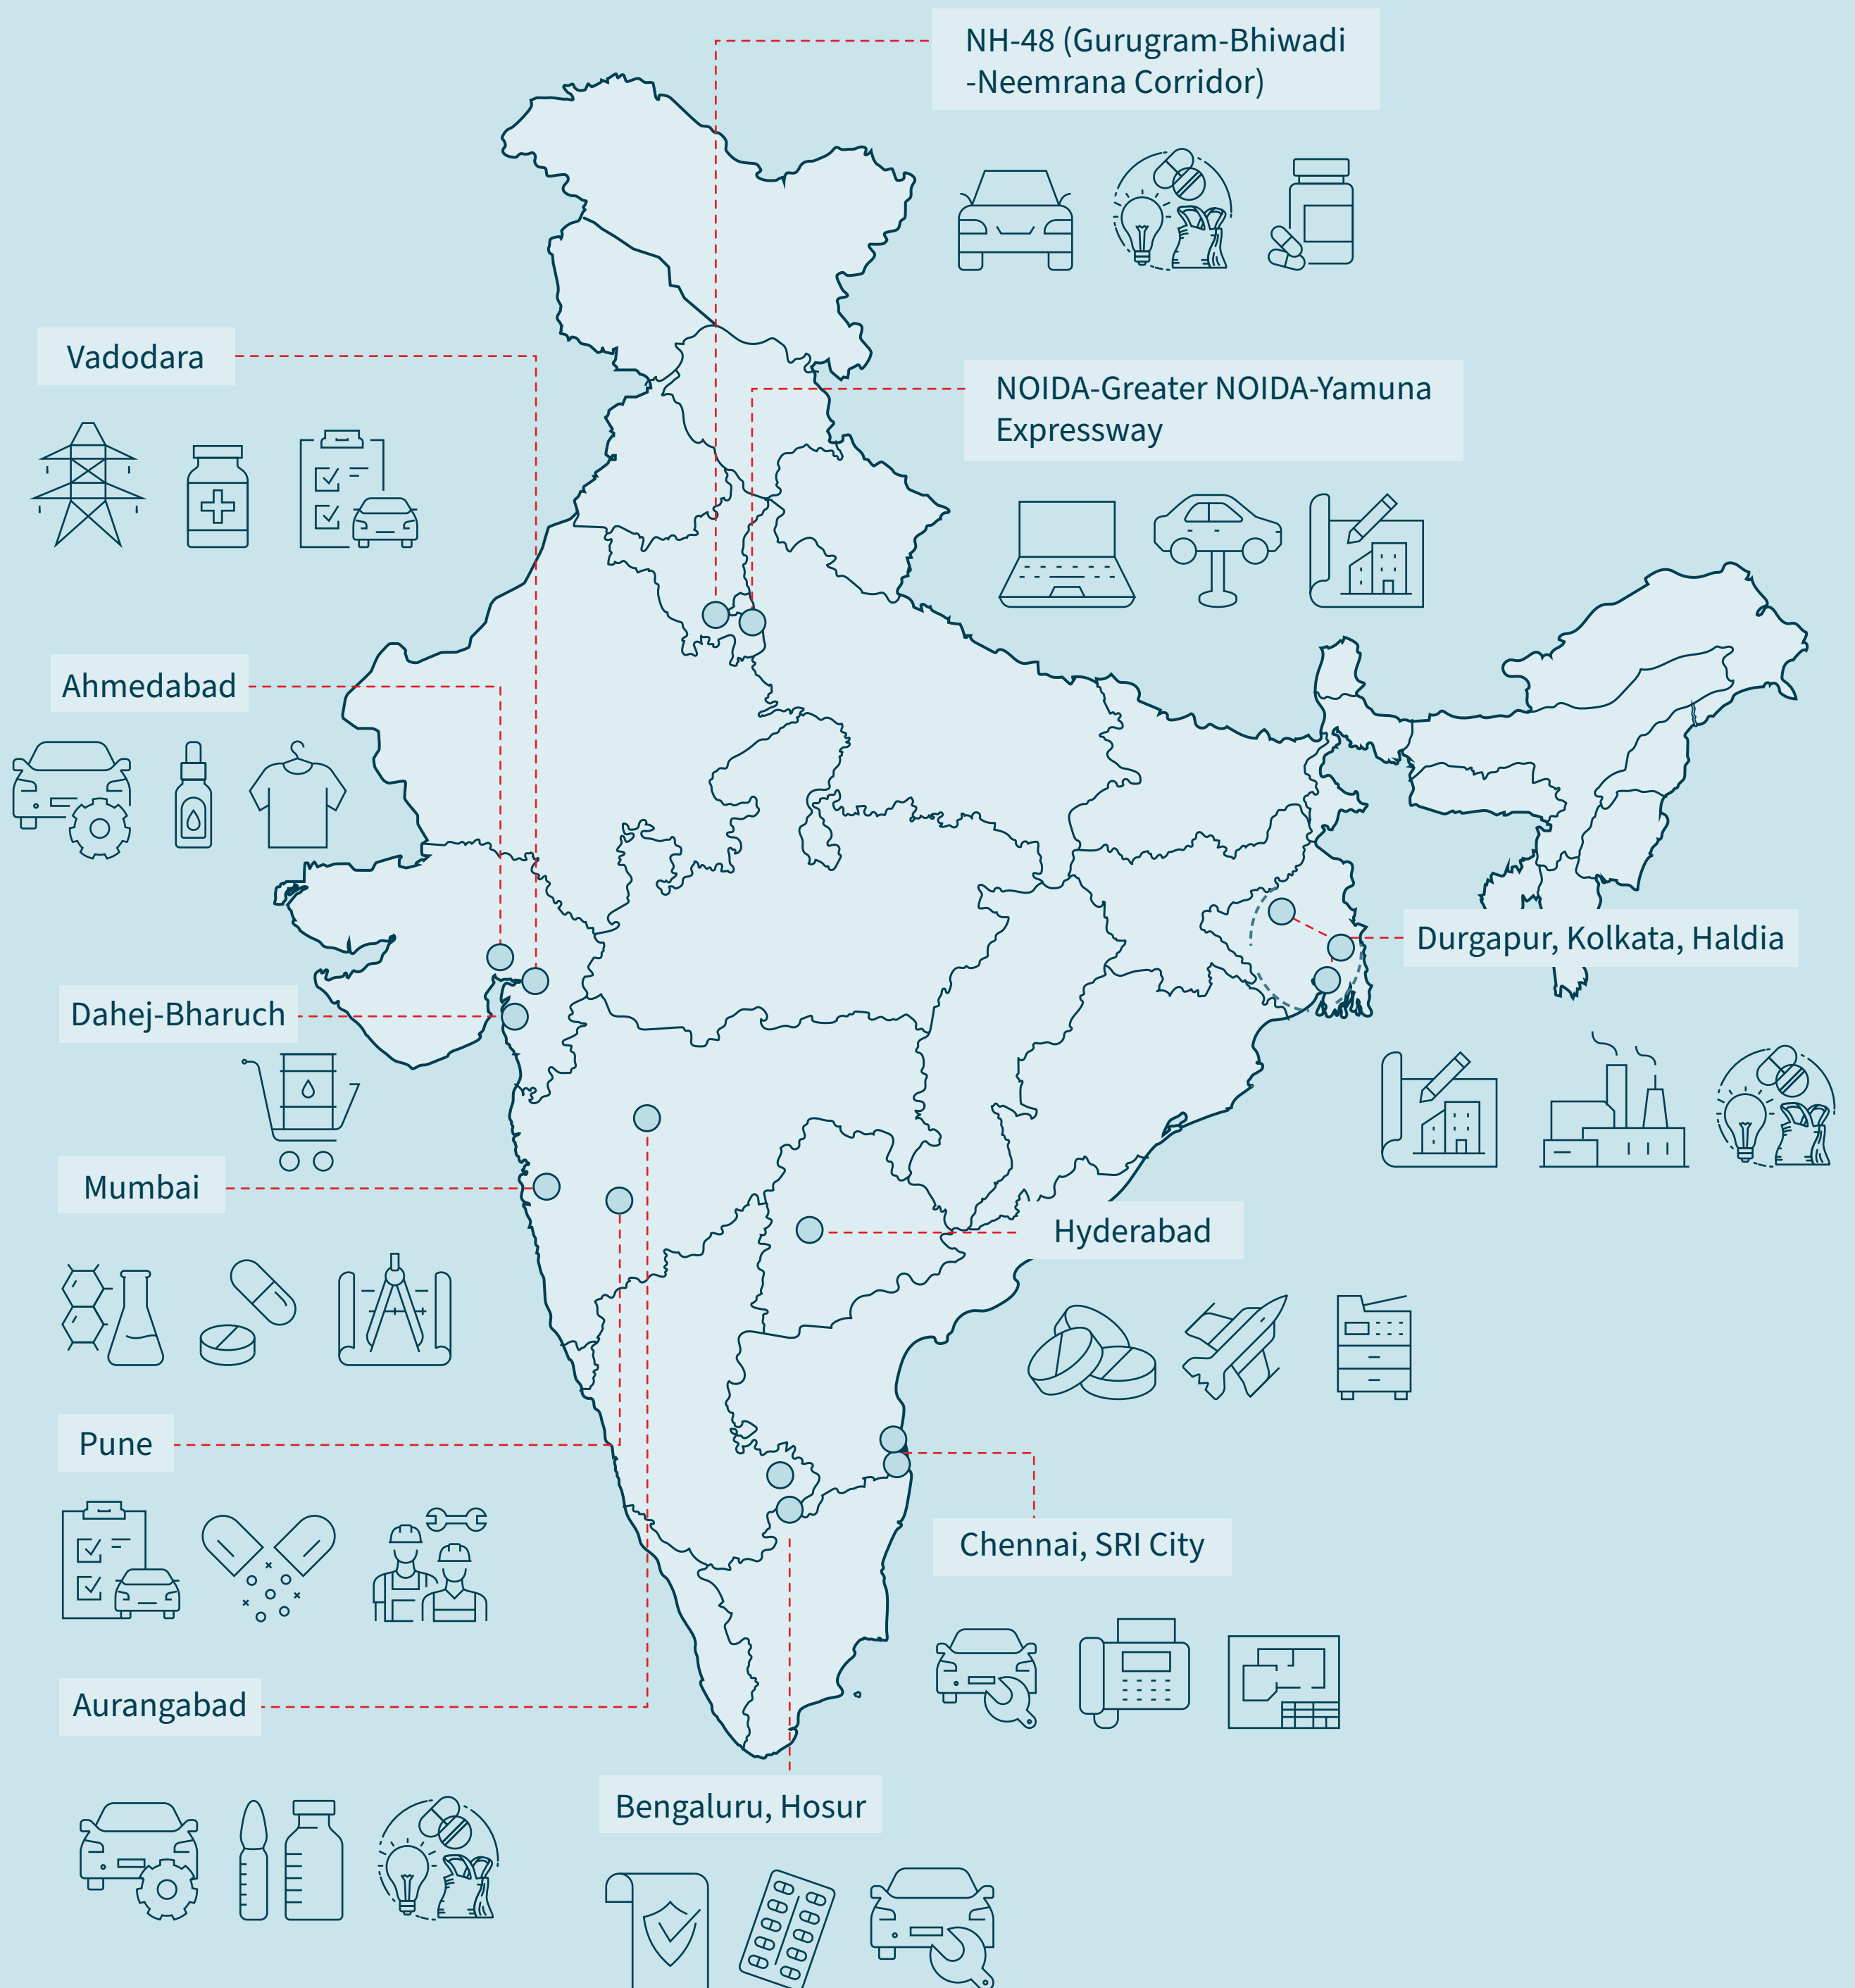 NH-48 (Gurugram-Bhiwadi
-Neemrana Corridor)
Vadodara
NOIDA-Greater NOIDA-Yamuna
Expressway
Ahmedabad
Durgapur, Kolkata, Haldia
Dahej-Bharuch
Mumbai
Hyderabad
Pune
Chennai, SRI City
Aurangabad
Bengaluru, Hosur